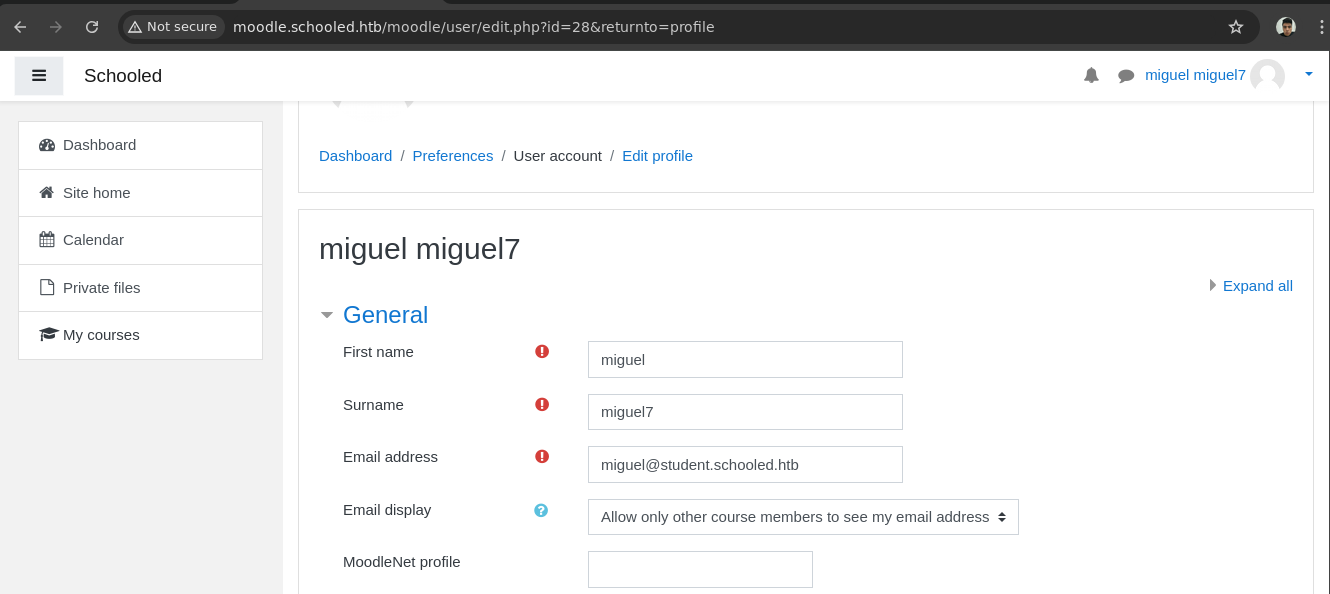 Not secure moodle.schooled.htb/moodle/user/edit.php?id=28&returnto=profile
Schooled
miguel miguel7
Dashboard
Site home
Calendar
Private files
My courses
Dashboard / Preferences / User account / Edit profile
miguel miguel7
Expand all
General
First name
miguel
Surname
miguel7
Email address
miguel@student.schooled.htb
Email display
Allow only other course members to see my email address
MoodleNet profile